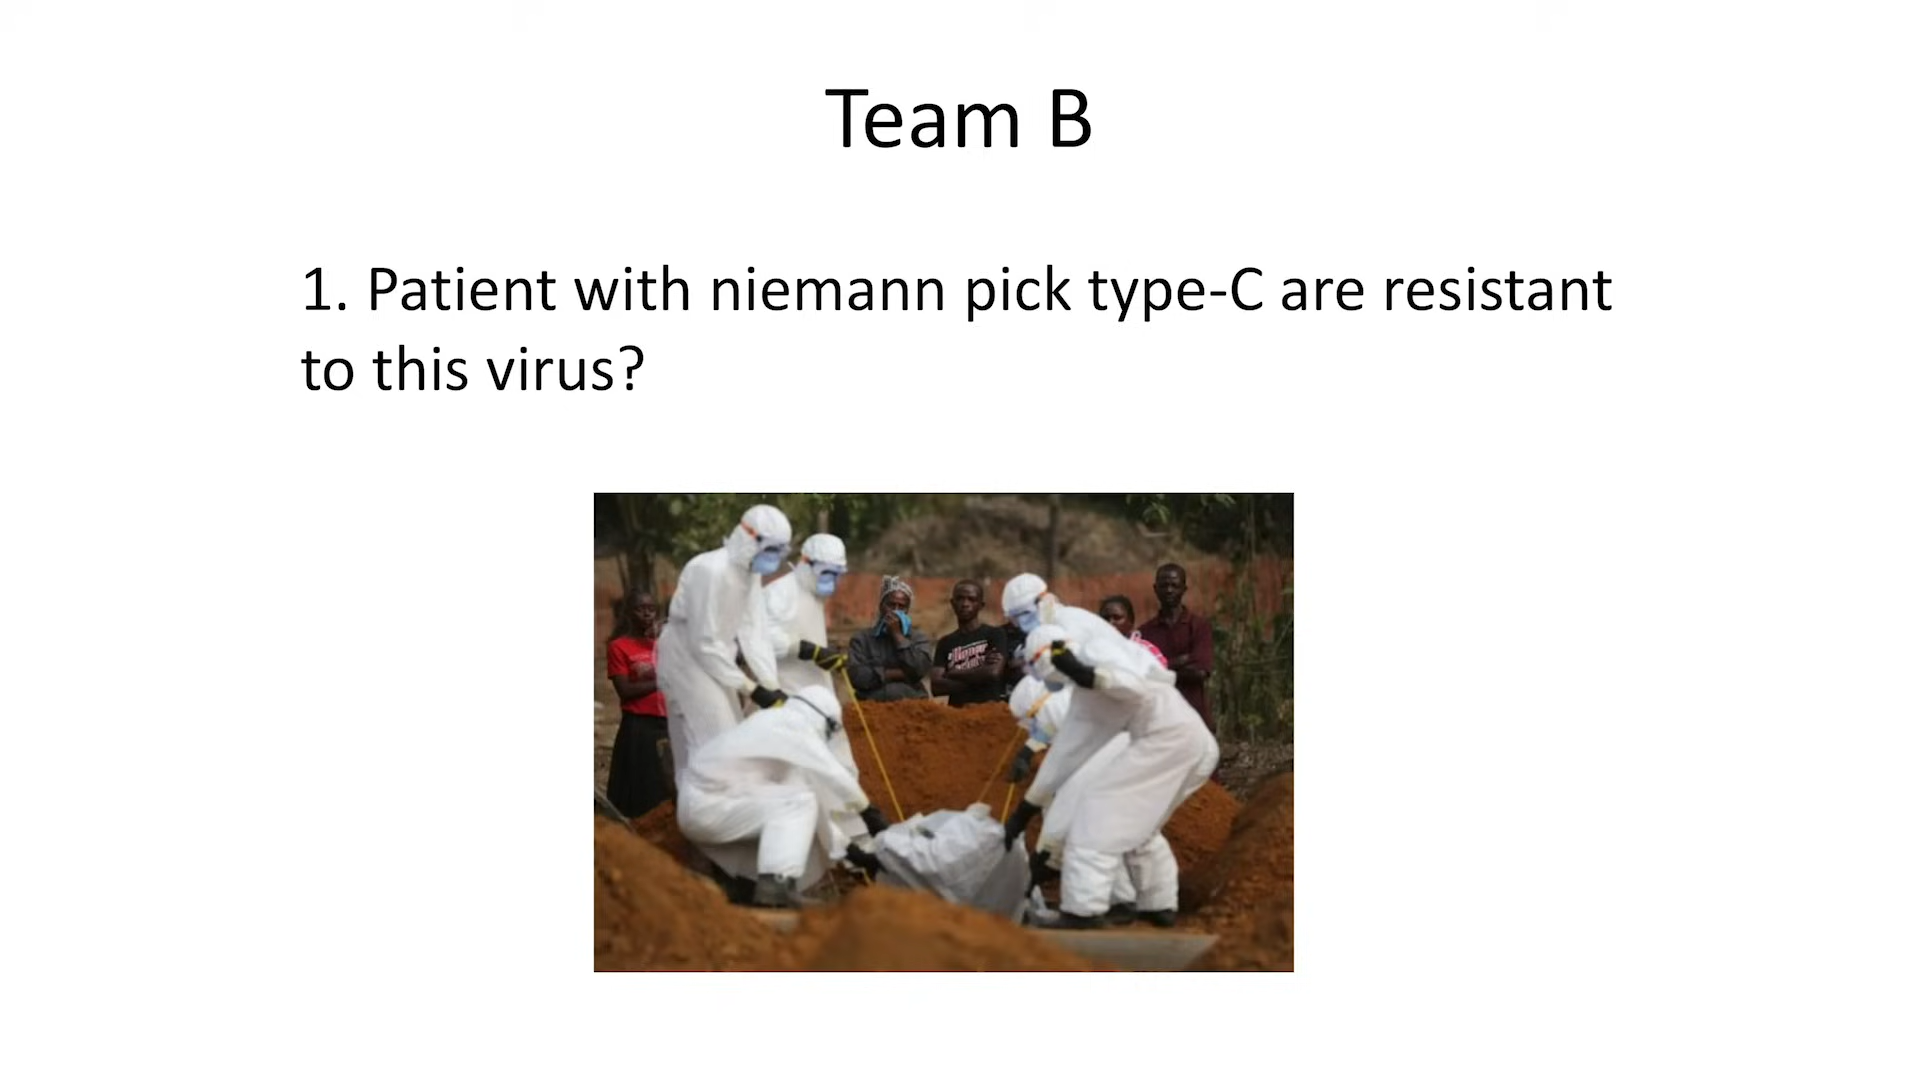 Team B
1. Patient with niemann pick type-C are resistant
to this virus?